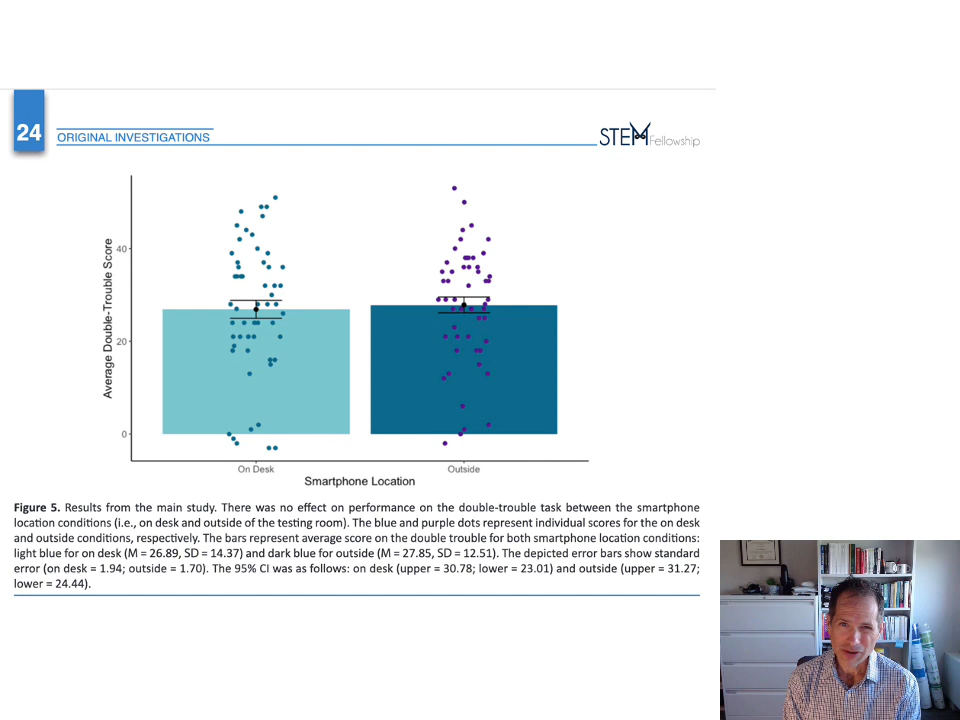 24
ORIGINAL INVESTIGATIONS
STEM Fellowship
40
20
0
Average Double-Trouble Score
On Desk
Outside
Smartphone Location
Figure 5. Results from the main study. There was no effect on performance on the double-trouble task between the smartphone
location conditions (i.e., on desk and outside of the testing room). The blue and purple dots represent individual scores for the on desk
and outside conditions, respectively. The bars represent average score on the double trouble for both smartphone location conditions:
light blue for on desk (M = 26.89, SD = 14.37) and dark blue for outside (M = 27.85, SD = 12.51). The depicted error bars show standard
error (on desk = 1.94; outside = 1.70). The 95% CI was as follows: on desk (upper = 30.78; lower = 23.01) and outside (upper = 31.27;
lower = 24.44).